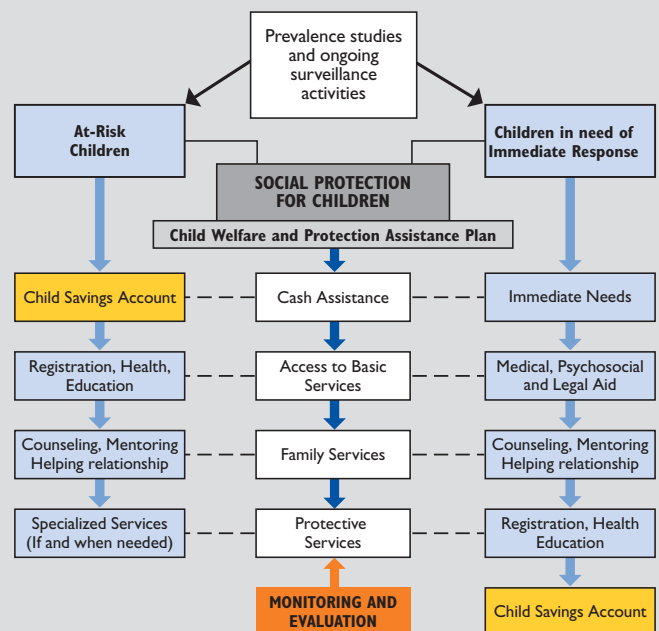 Prevalence studies
and ongoing
surveillance
activities
At-Risk
Children
Children in need of
Immediate Response
SOCIAL PROTECTION
FOR CHILDREN
Child Welfare and Protection Assistance Plan
Child Savings Account
Cash Assistance
Immediate Needs
Registration, Health,
Education
Access to Basic
Services
Medical, Psychosocial
and Legal Aid
Counseling, Mentoring
Helping relationship
Family Services
Counseling, Mentoring
Helping relationship
Specialized Services
(If and when needed)
Protective
Services
Registration, Health
Education
MONITORING AND
EVALUATION
Child Savings Account